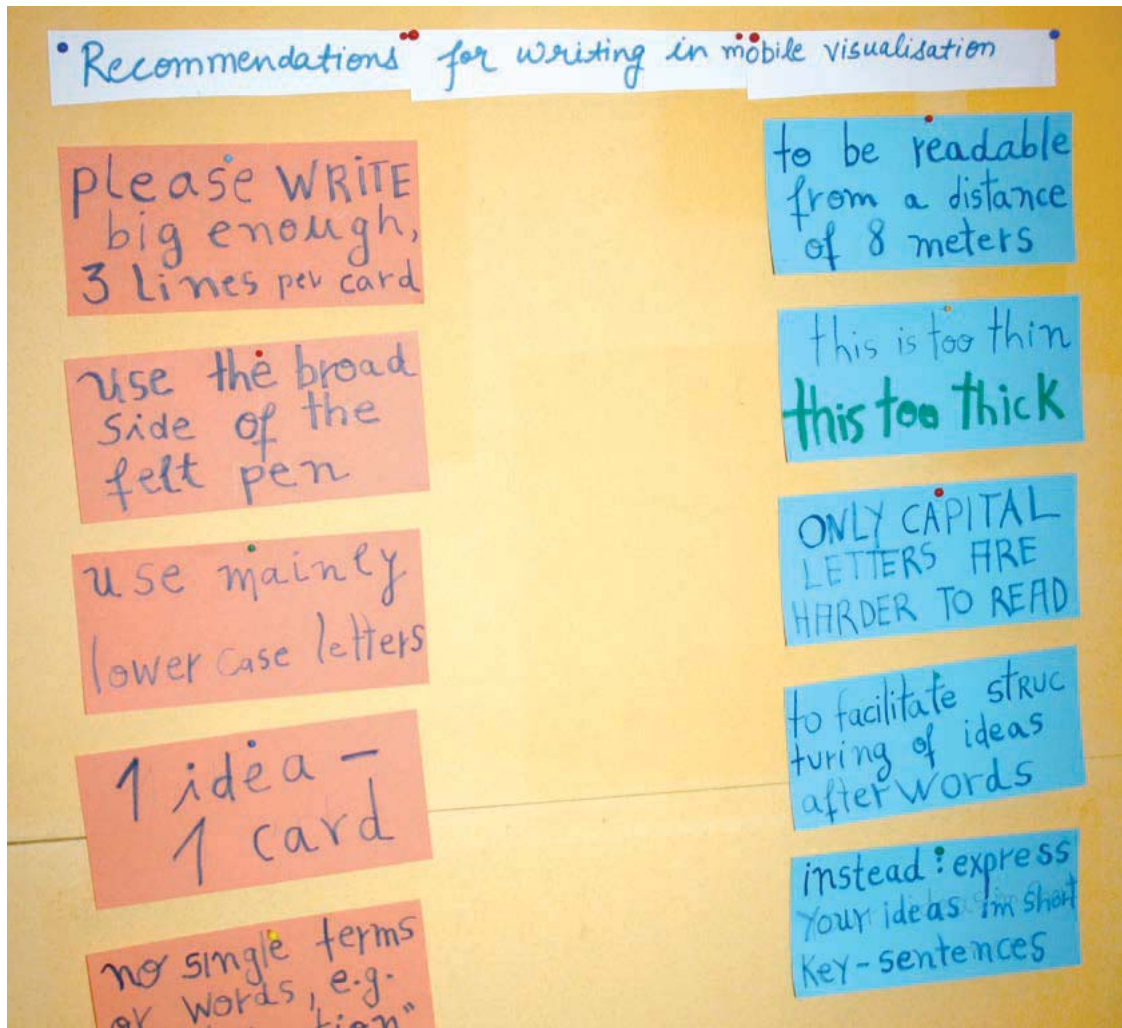 Recommendations for writing in mobile visualisation
please WRiTE
big enough,
3 Lines per card
to be readable
from a distance
of 8 meters
use the broad
side of the
felt pen
this is too thin
this too thick
use mainly
lower case letters
ONLY CAPITAL
LETTERS ARE
HARDER TO READ
1 idea –
1 card
to facilitate STRUC
turing of ideas
afterWords
no single terms
or words, e.g.
instead : express
Your ideas im short
Key-sentences